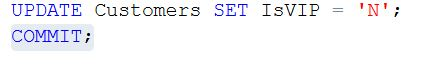 UPDATE Customers SET IsVIP = 'N';
COMMIT;